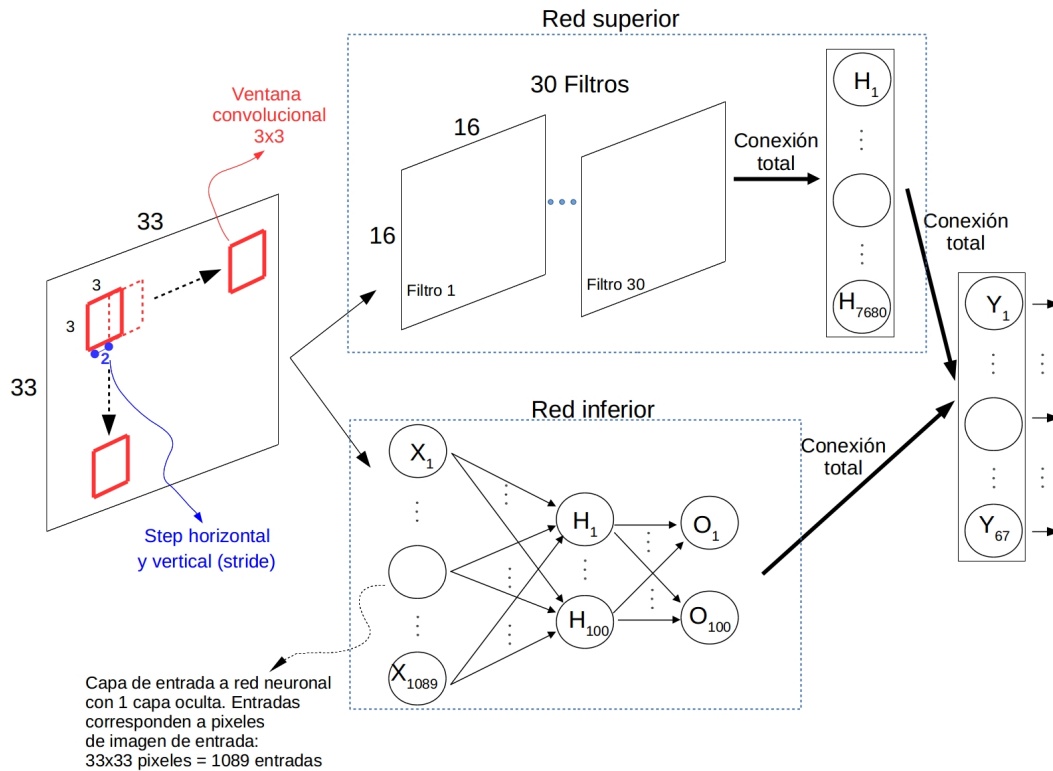 Red superior
30 Filtros
Ventana
convolucional
3x3
16
16
Filtro 1
Filtro 30
Conexión
total
H1
H7680
Conexión
total
33
33
3
3
2
Step horizontal
y vertical (stride)
Red inferior
X1
X1089
H1
H100
O1
O100
Conexión
total
Y1
Y67
Capa de entrada a red neuronal
con 1 capa oculta. Entradas
corresponden a pixeles
de imagen de entrada:
33x33 pixeles = 1089 entradas